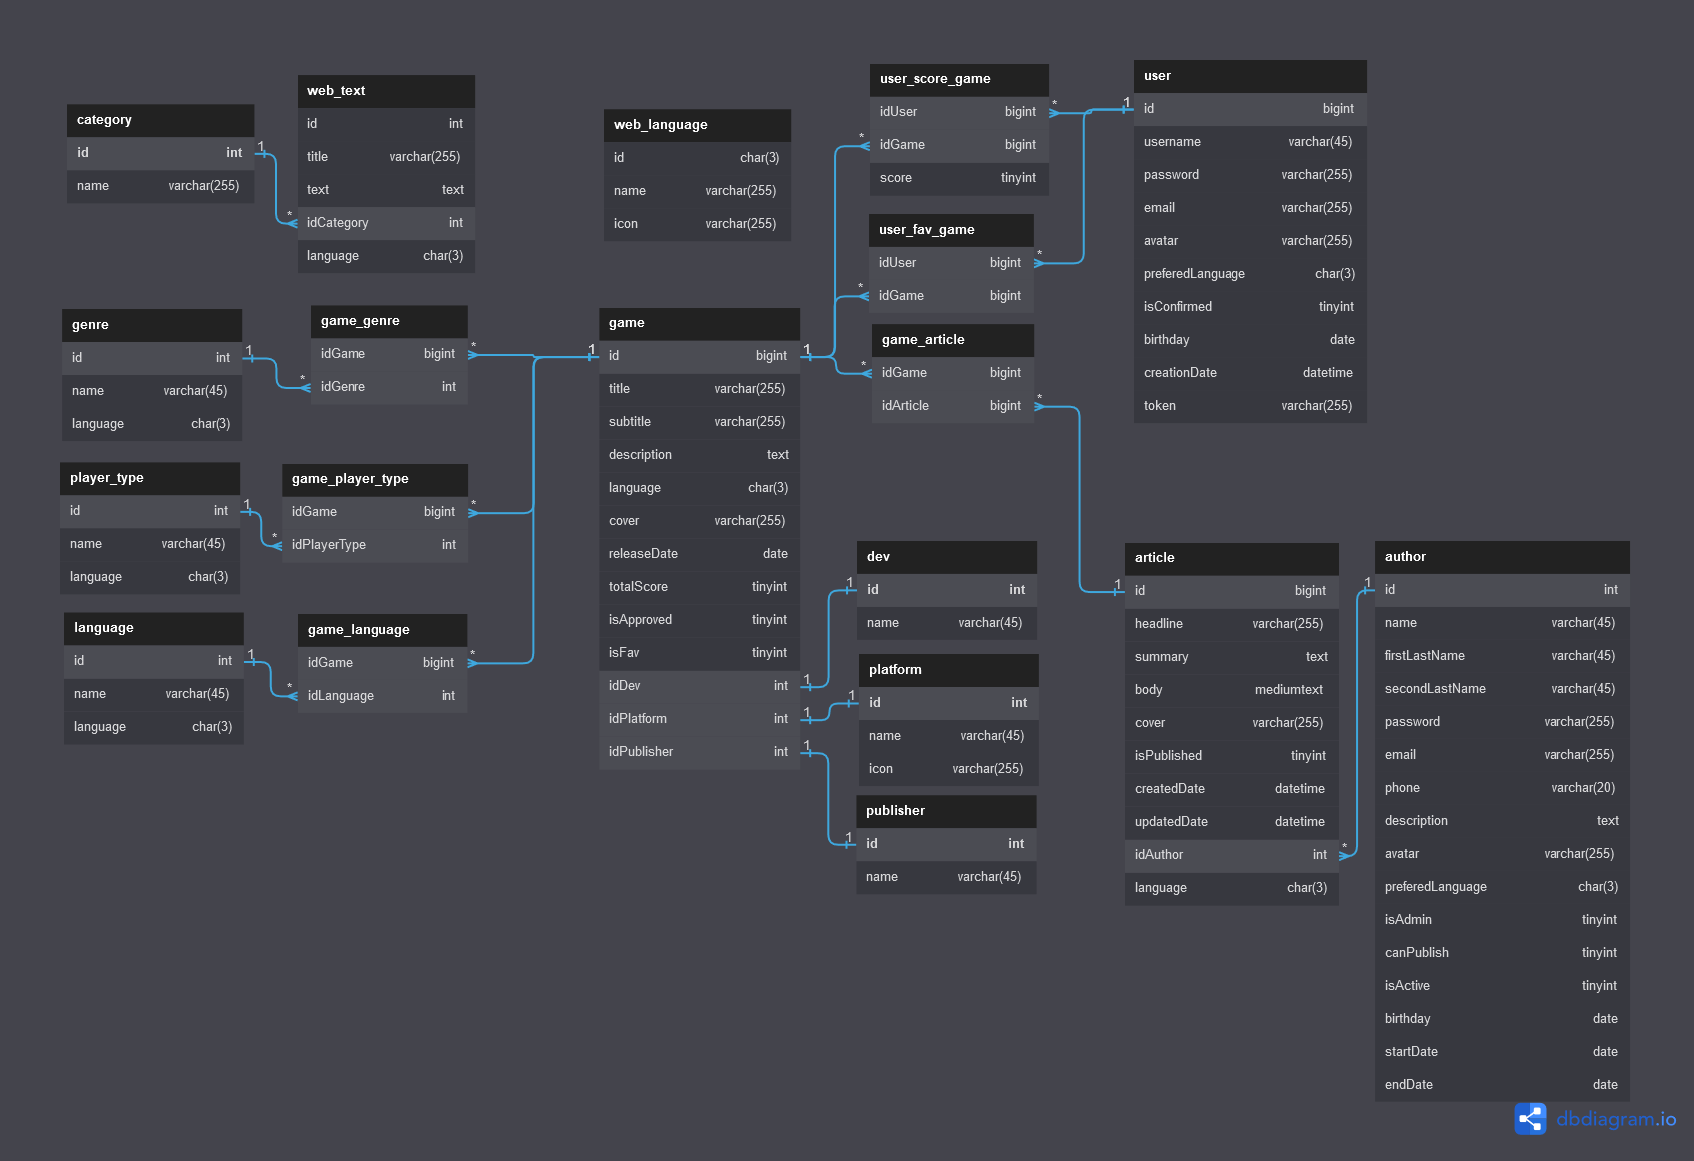 category
id int
name varchar(255)
web_text
id int
title varchar(255)
text text
idCategory int
language char(3)
web_language
id char(3)
name varchar(255)
icon varchar(255)
user_score_game
idUser bigint
idGame bigint
score tinyint
user
id bigint
username varchar(45)
password varchar(255)
email varchar(255)
avatar varchar(255)
preferedLanguage char(3)
isConfirmed tinyint
birthday date
creationDate datetime
token varchar(255)
user_fav_game
idUser bigint
idGame bigint
game_article
idGame bigint
idArticle bigint
genre
id int
name varchar(45)
language char(3)
game_genre
idGame bigint
idGenre int
game
id bigint
title varchar(255)
subtitle varchar(255)
description text
language char(3)
cover varchar(255)
releaseDate date
totalScore tinyint
isApproved tinyint
isFav tinyint
idDev int
idPlatform int
idPublisher int
player_type
id int
name varchar(45)
language char(3)
game_player_type
idGame bigint
idPlayerType int
language
id int
name varchar(45)
language char(3)
game_language
idGame bigint
idLanguage int
dev
id int
name varchar(45)
platform
id int
name varchar(45)
icon varchar(255)
publisher
id int
name varchar(45)
article
id bigint
headline varchar(255)
summary text
body mediumtext
cover varchar(255)
isPublished tinyint
createdDate datetime
updatedDate datetime
idAuthor int
language char(3)
author
id int
name varchar(45)
firstLastName varchar(45)
secondLastName varchar(45)
password varchar(255)
email varchar(255)
phone varchar(20)
description text
avatar varchar(255)
preferedLanguage char(3)
isAdmin tinyint
canPublish tinyint
isActive tinyint
birthday date
startDate date
endDate date
dbdiagram.io